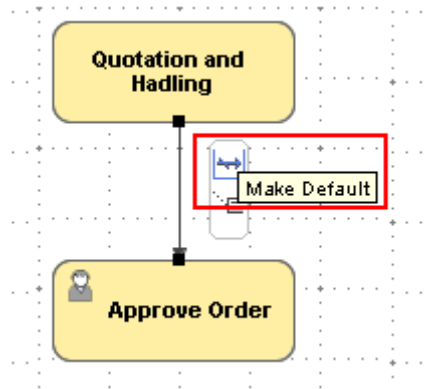 Quotation and
Hadling
Make Default
Approve Order